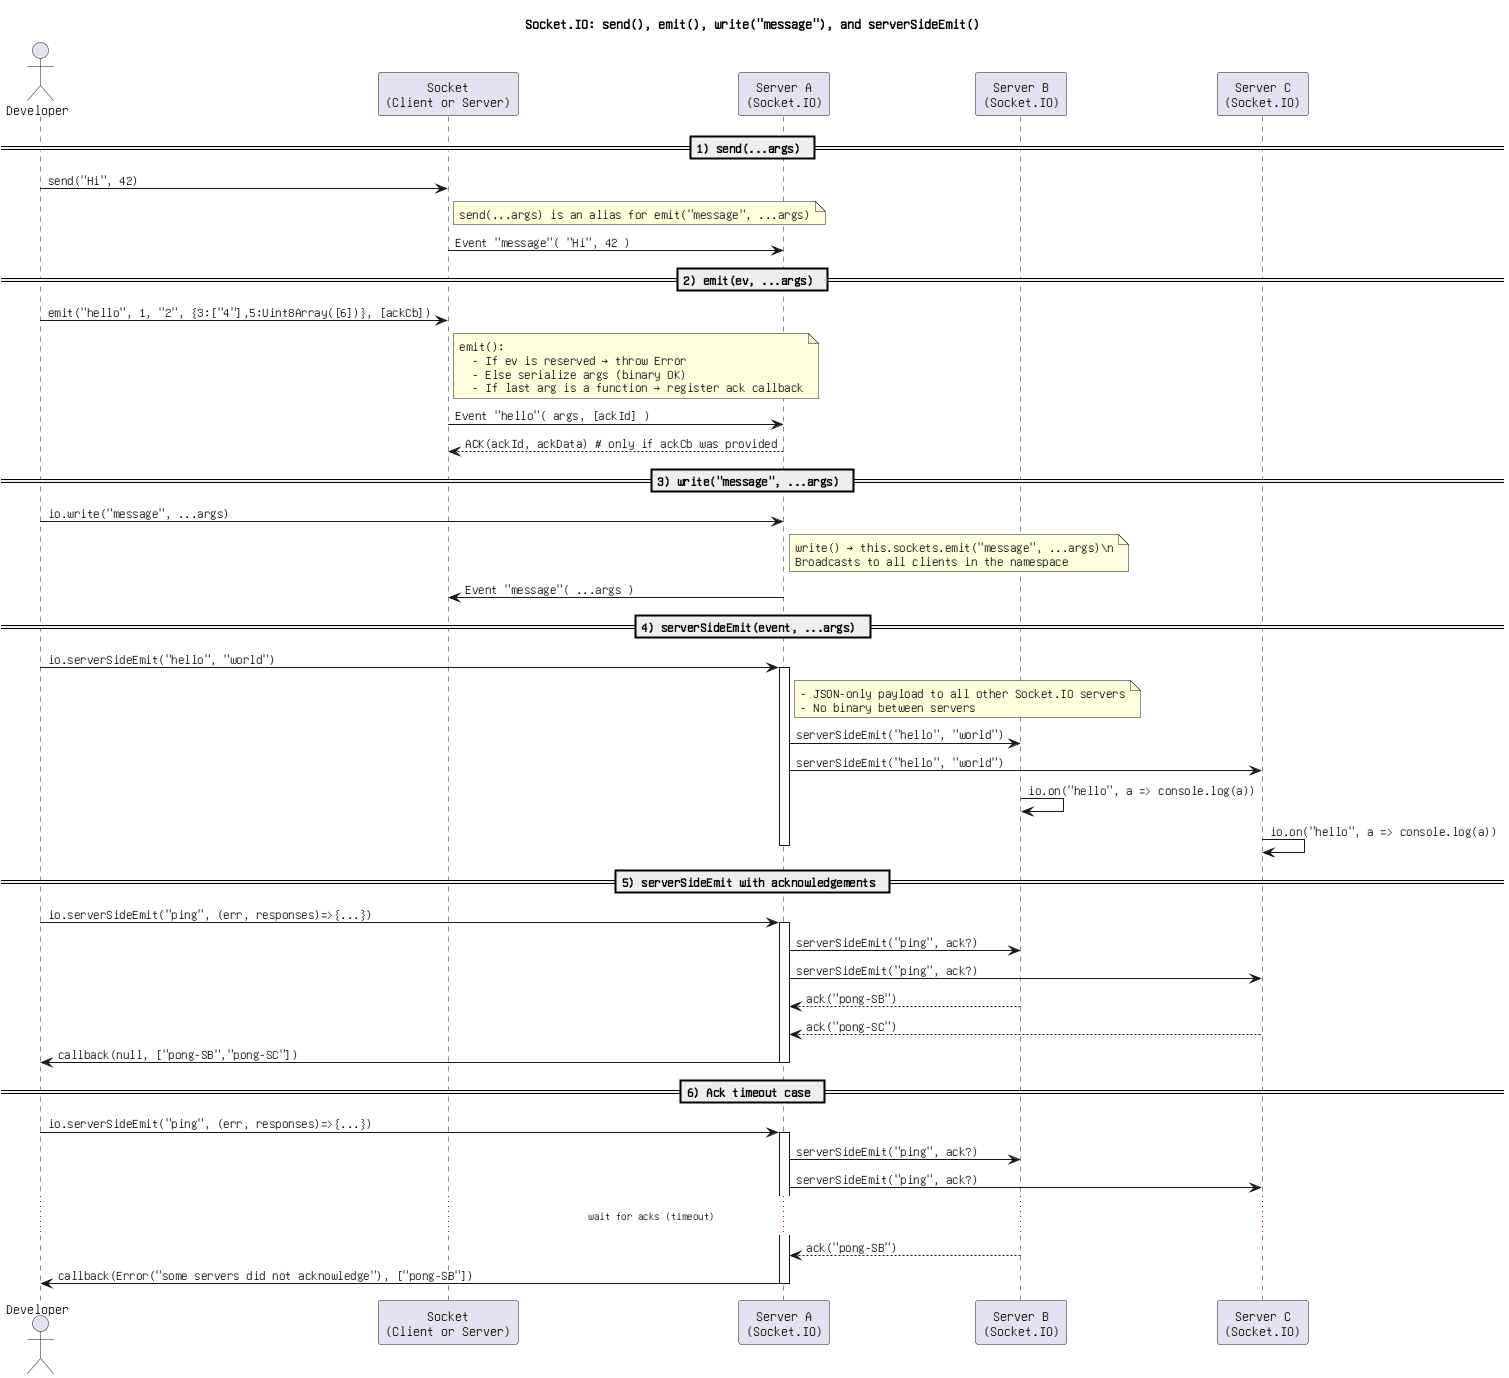 Socket.IO: send(), emit(), write("message"), and serverSideEmit()
Developer
Socket
(Client or Server)
Server A
(Socket.IO)
Server B
(Socket.IO)
Server C
(Socket.IO)
1) send(...args)
send("Hi", 42)
send(...args) is an alias for emit("message", ...args)
Event "message"( "Hi", 42 )
2) emit(ev, ...args)
emit("hello", 1, "2", {3:["4"],5:Uint8Array([6])}, [ackCb])
emit():
- If ev is reserved → throw Error
- Else serialize args (binary OK)
- If last arg is a function → register ack callback
Event "hello"( args, [ackId] )
ACK(ackId, ackData) # only if ackCb was provided
3) write("message", ...args)
io.write("message", ...args)
write() → this.sockets.emit("message", ...args)\n
Broadcasts to all clients in the namespace
Event "message"( ...args )
4) serverSideEmit(event, ...args)
io.serverSideEmit("hello", "world")
- JSON-only payload to all other Socket.IO servers
- No binary between servers
serverSideEmit("hello", "world")
serverSideEmit("hello", "world")
io.on("hello", a => console.log(a))
io.on("hello", a => console.log(a))
5) serverSideEmit with acknowledgements
io.serverSideEmit("ping", (err, responses)=>{...})
serverSideEmit("ping", ack?)
serverSideEmit("ping", ack?)
ack("pong-SB")
ack("pong-SC")
callback(null, ["pong-SB","pong-SC"])
6) Ack timeout case
io.serverSideEmit("ping", (err, responses)=>{...})
serverSideEmit("ping", ack?)
serverSideEmit("ping", ack?)
wait for acks (timeout)
ack("pong-SB")
callback(Error("some servers did not acknowledge"), ["pong-SB"])
Developer
Socket
(Client or Server)
Server A
(Socket.IO)
Server B
(Socket.IO)
Server C
(Socket.IO)